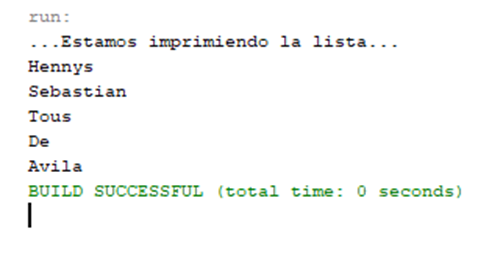 run:
...Estamos imprimiendo la lista...
Hennys
Sebastian
Tous
De
Avila
BUILD SUCCESSFUL (total time: 0 seconds)